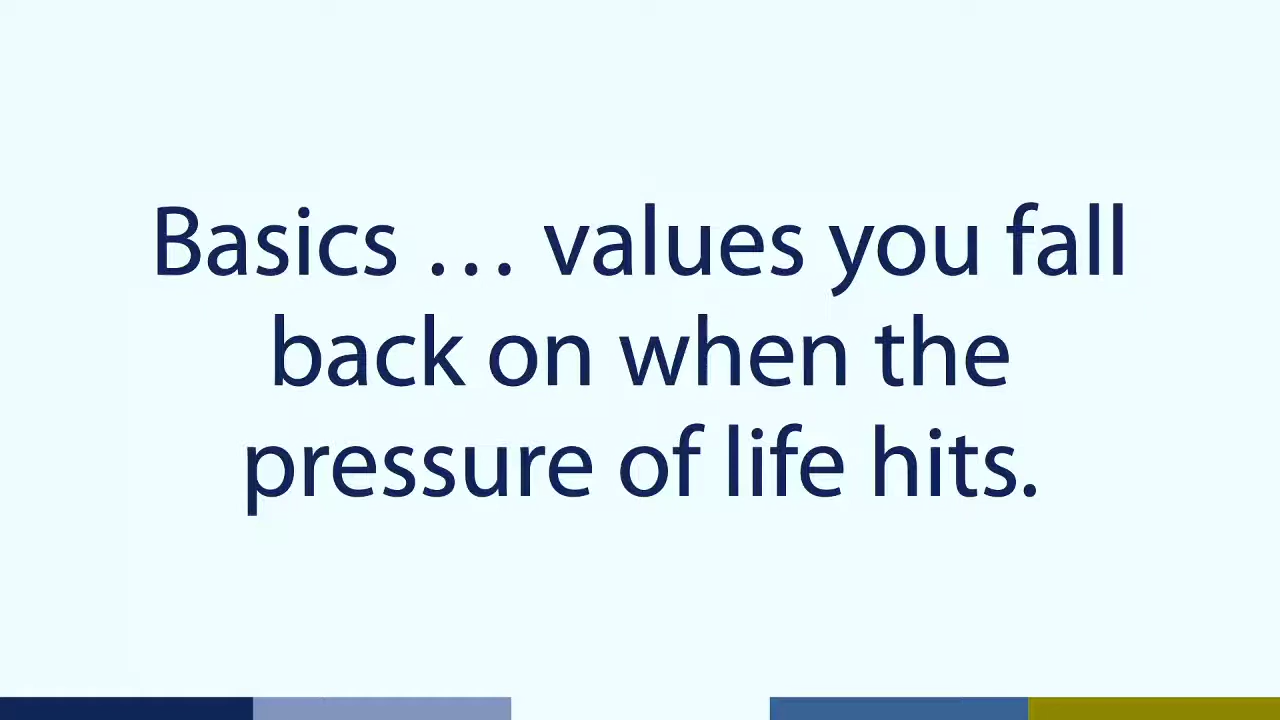 Basics … values you fall
back on when the
pressure of life hits.